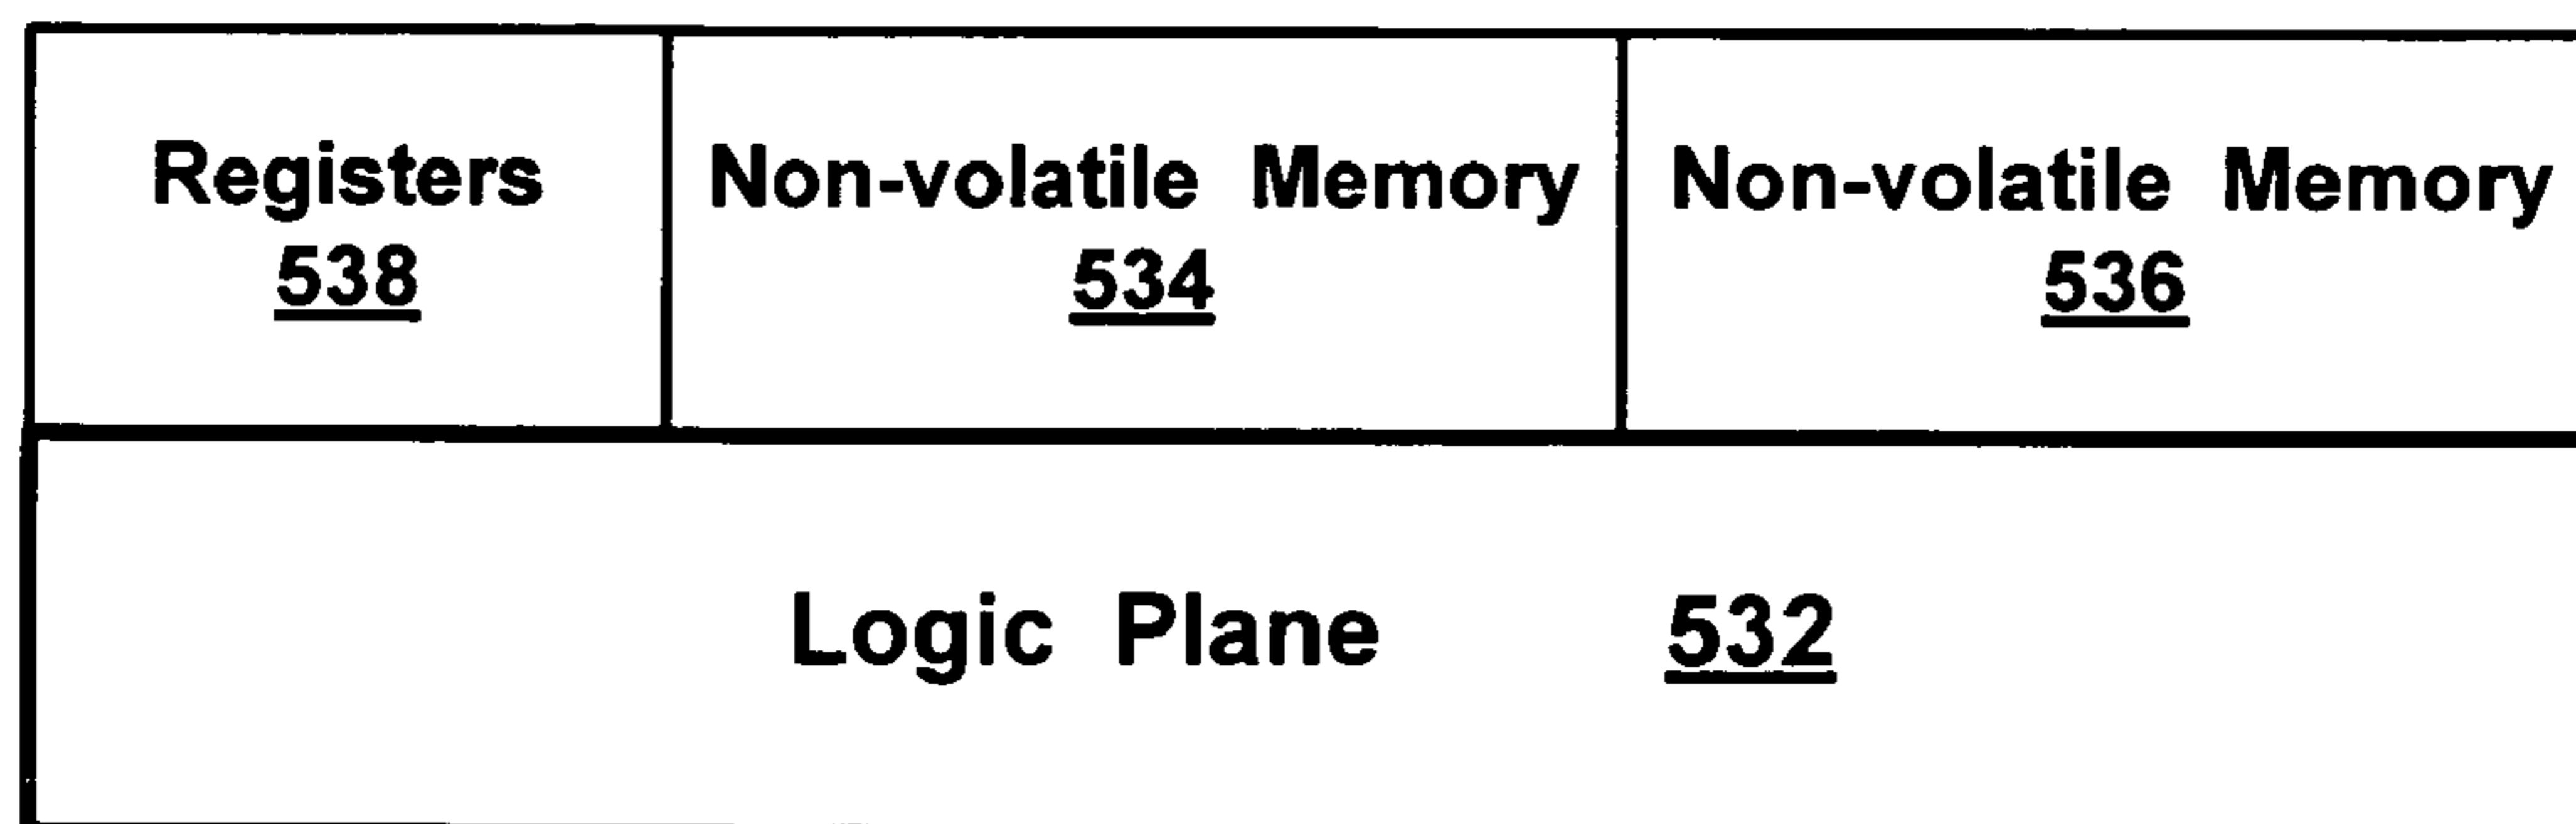 Registers
538
Non-volatile Memory
534
Non-volatile Memory
536
Logic Plane 532